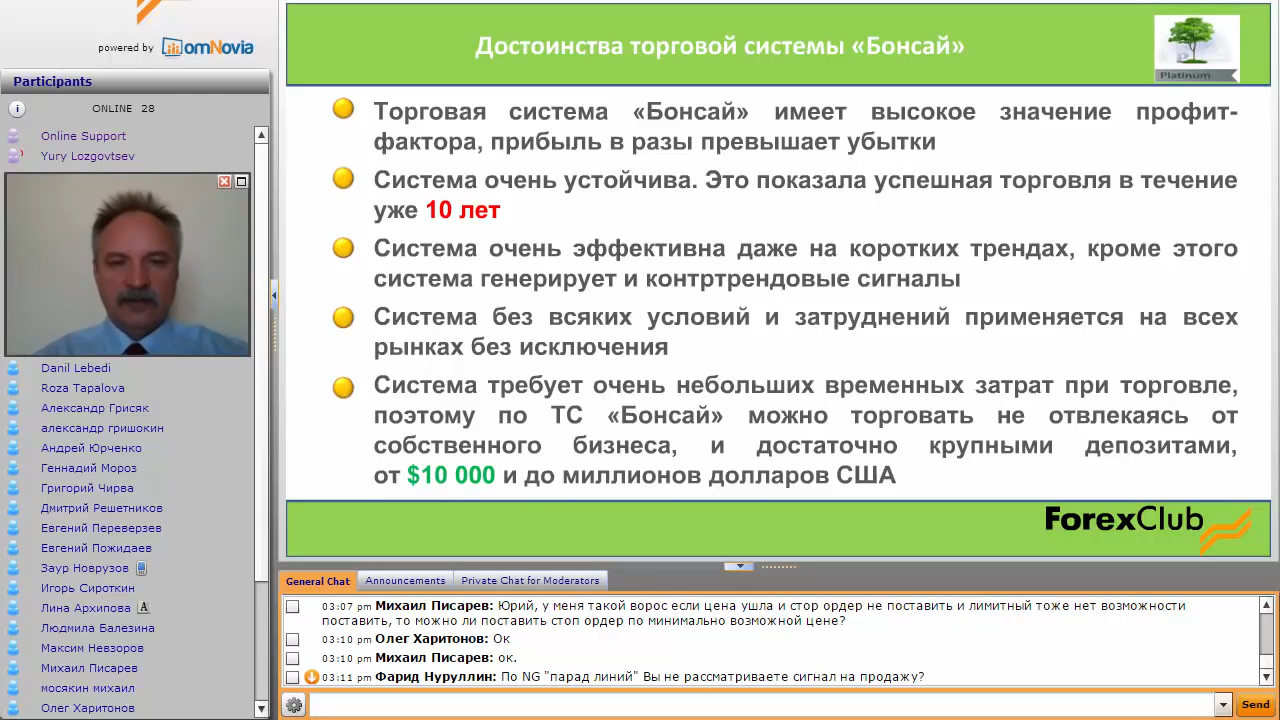 powered by omNovia
Participants
ONLINE 28
Online Support
Yury Lozgovtsev
Danil Lebedi
Roza Tapalova
Александр Грисяк
александр гришокин
Андрей Юрченко
Геннадий Мороз
Григорий Чирва
Дмитрий Решетников
Евгений Переверзев
Евгений Пожидаев
Заур Новрузов
Игорь Сироткин
Лина Архипова A
Людмила Балезина
Максим Невзоров
Михаил Писарев
мосякин михаил
Олег Харитонов
Достоинства торговой системы «Бонсай»
Platinum
Торговая система «Бонсай» имеет высокое значение профит-
фактора, прибыль в разы превышает убытки
Система очень устойчива. Это показала успешная торговля в течение
уже 10 лет
Система очень эффективна даже на коротких трендах, кроме этого
система генерирует и контртрендовые сигналы
Система без всяких условий и затруднений применяется на всех
рынках без исключения
Система требует очень небольших временных затрат при торговле,
поэтому по ТС «Бонсай» можно торговать не отвлекаясь от
собственного бизнеса, и достаточно крупными депозитами,
от $10 000 и до миллионов долларов США
ForexClub
General Chat Announcements Private Chat for Moderators
03:07 pm Михаил Писарев: Юрий, у меня такой ворос если цена ушла и стор ордер не поставить и лимитный тоже нет возможности
поставить, то можно ли поставить стоп ордер по минимально возможной цене?
03:10 pm Олег Харитонов: Ок
03:10 pm Михаил Писарев: ок.
03:11 pm Фарид Нуруллин: По NG "парад линий" Вы не рассматриваете сигнал на продажу?
Send